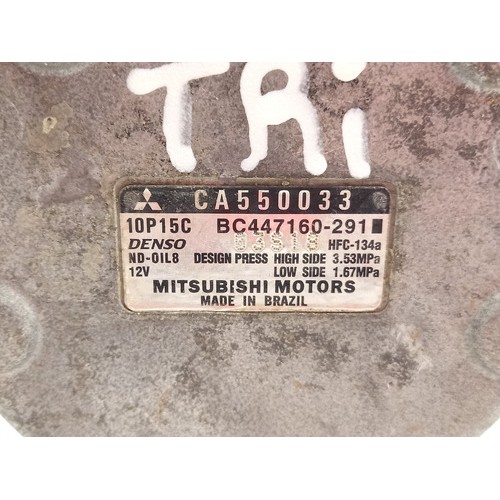 TRi
CA550033
10P15C BC447160-291■
DENSO 03818 HFC-134a
ND-OIL8 DESIGN PRESS HIGH SIDE 3.53MPa
12V LOW SIDE 1.67MPa
MITSUBISHI MOTORS
MADE IN BRAZIL